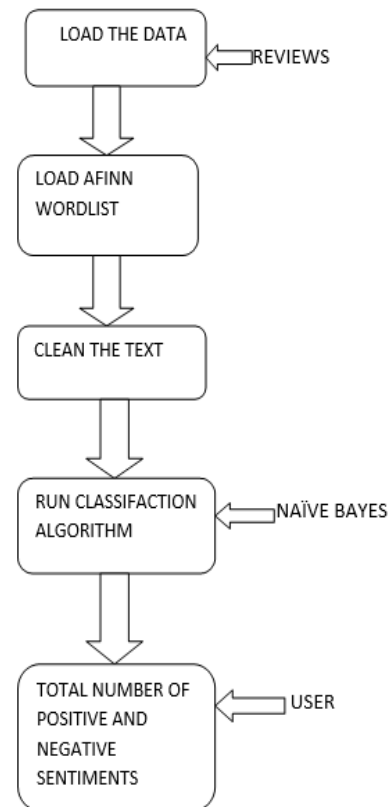 LOAD THE DATA
REVIEWS
LOAD AFINN
WORDLIST
CLEAN THE TEXT
RUN CLASSIFACTION
ALGORITHM
NAÏVE BAYES
TOTAL NUMBER OF
POSITIVE AND
NEGATIVE
SENTIMENTS
USER